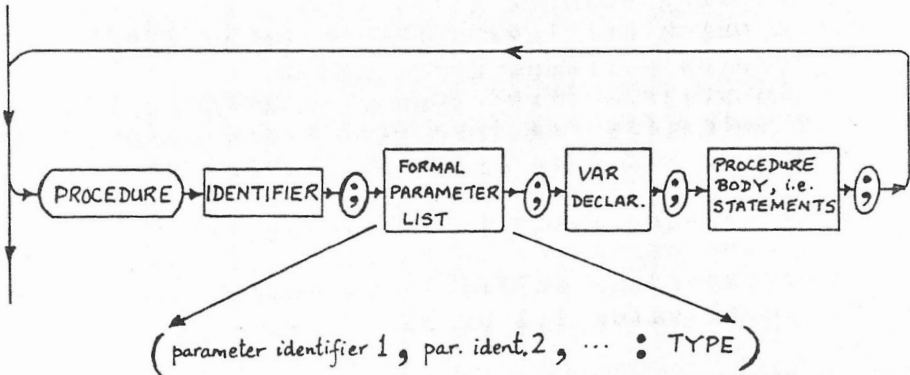 PROCEDURE IDENTIFIER ; FORMAL PARAMETER LIST ; VAR DECLAR. ; PROCEDURE BODY, i.e. STATEMENTS ;
(parameter identifier 1, par. ident. 2, ... : TYPE)